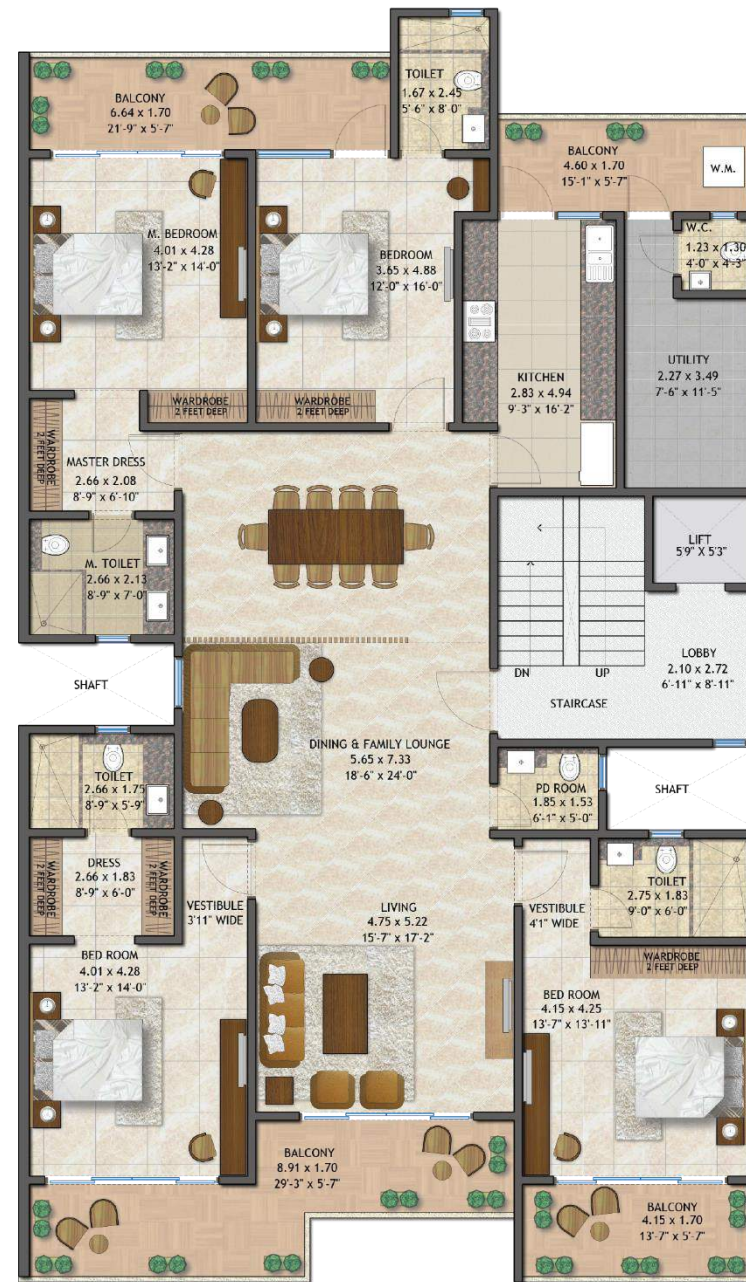 TOILET
1.67 x 2.45
5'-6" x 8'-0"
BALCONY
6.64 x 1.70
21'-9" x 5'-7"
BALCONY
4.60 x 1.70
15'-1" x 5'-7"
W.M.
W.C.
1.23 x 1.30
4'-0" x 4'-3"
M. BEDROOM
4.01 x 4.28
13'-2" x 14'-0"
BEDROOM
3.65 x 4.88
12'-0" x 16'-0"
KITCHEN
2.83 x 4.94
9'-3" x 16'-2"
UTILITY
2.27 x 3.49
7'-6" x 11'-5"
WARDROBE
2 FEET DEEP
WARDROBE
2 FEET DEEP
WARDROBE
2 FEET DEEP
MASTER DRESS
2.66 x 2.08
8'-9" x 6'-10"
M. TOILET
2.66 x 2.13
8'-9" x 7'-0"
LIFT
5'9" X 5'3"
LOBBY
2.10 x 2.72
6'-11" x 8'-11"
DN
UP
STAIRCASE
SHAFT
DINING & FAMILY LOUNGE
5.65 x 7.33
18'-6" x 24'-0"
TOILET
2.66 x 1.75
8'-9" x 5'-9"
PD ROOM
1.85 x 1.53
6'-1" x 5'-0"
SHAFT
WARDROBE
2 FEET DEEP
DRESS
2.66 x 1.83
8'-9" x 6'-0"
WARDROBE
2 FEET DEEP
VESTIBULE
3'11" WIDE
LIVING
4.75 x 5.22
15'-7" x 17'-2"
VESTIBULE
4'1" WIDE
TOILET
2.75 x 1.83
9'-0" x 6'-0"
WARDROBE
2 FEET DEEP
BED ROOM
4.01 x 4.28
13'-2" x 14'-0"
BED ROOM
4.15 x 4.25
13'-7" x 13'-11"
BALCONY
8.91 x 1.70
29'-3" x 5'-7"
BALCONY
4.15 x 1.70
13'-7" x 5'-7"